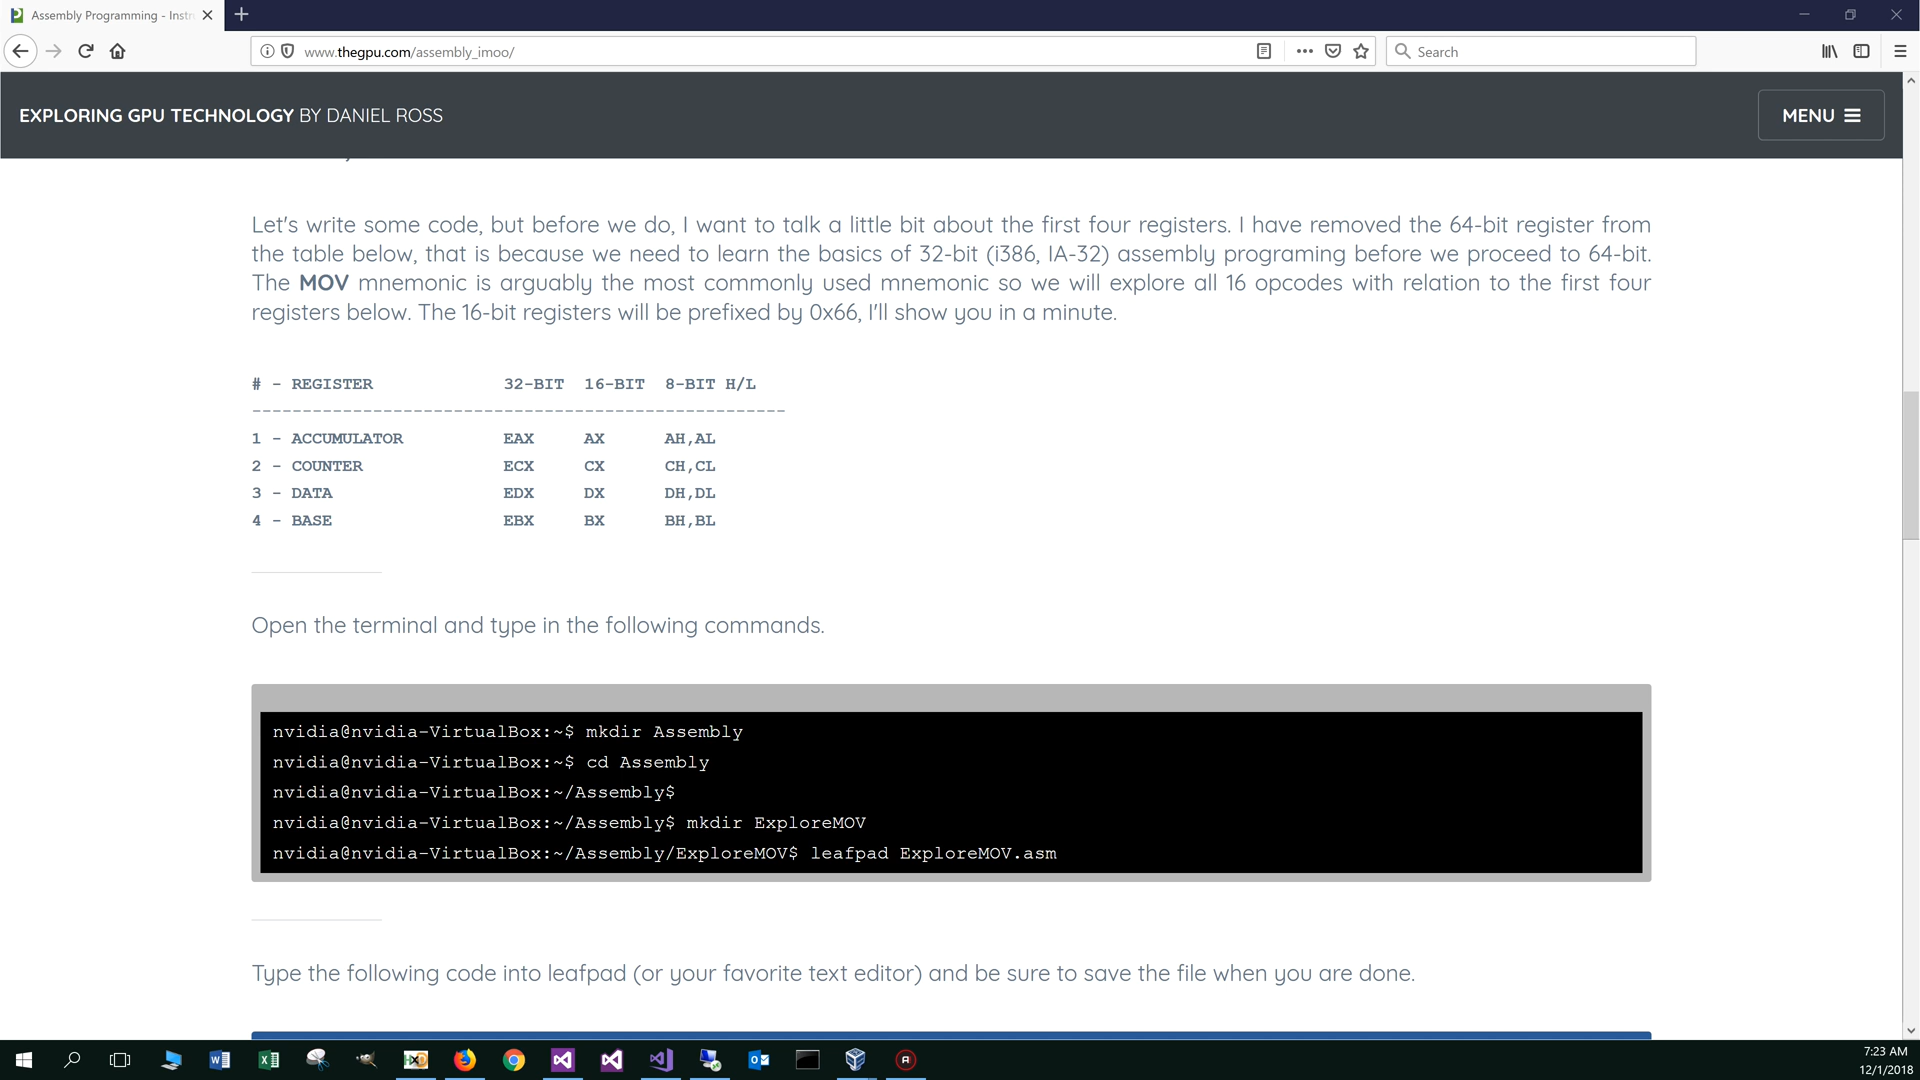 Assembly Programming - Instr
www.thegpu.com/assembly_imoo/
Search
EXPLORING GPU TECHNOLOGY BY DANIEL ROSS
MENU
Let's write some code, but before we do, I want to talk a little bit about the first four registers. I have removed the 64-bit register from
the table below, that is because we need to learn the basics of 32-bit (i386, IA-32) assembly programing before we proceed to 64-bit.
The MOV mnemonic is arguably the most commonly used mnemonic so we will explore all 16 opcodes with relation to the first four
registers below. The 16-bit registers will be prefixed by 0x66, I'll show you in a minute.
# - REGISTER 32-BIT 16-BIT 8-BIT H/L
-----------------------------------------------------
1 - ACCUMULATOR EAX AX AH,AL
2 - COUNTER ECX CX CH,CL
3 - DATA EDX DX DH,DL
4 - BASE EBX BX BH,BL
Open the terminal and type in the following commands.
nvidia@nvidia-VirtualBox:~$ mkdir Assembly
nvidia@nvidia-VirtualBox:~$ cd Assembly
nvidia@nvidia-VirtualBox:~/Assembly$
nvidia@nvidia-VirtualBox:~/Assembly$ mkdir ExploreMOV
nvidia@nvidia-VirtualBox:~/Assembly/ExploreMOV$ leafpad ExploreMOV.asm
Type the following code into leafpad (or your favorite text editor) and be sure to save the file when you are done.
7:23 AM
12/1/2018